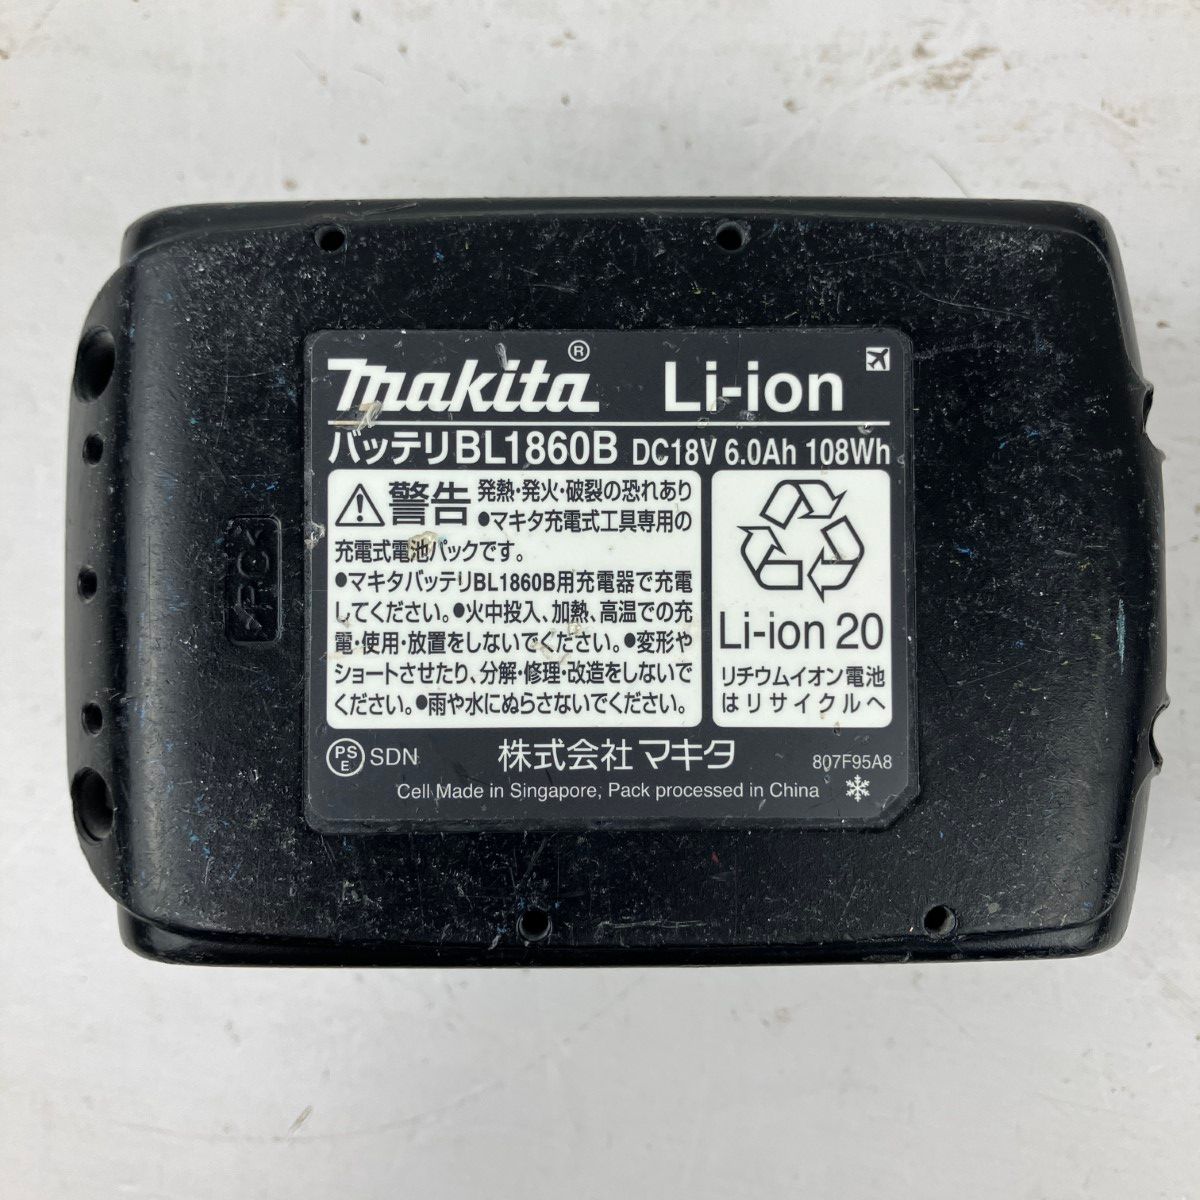 makita® Li-ion
バッテリBL1860B DC18V 6.0Ah 108Wh
警告 発熱・発火・破裂の恐れあり
●マキタ充電式工具専用の
充電式電池パックです。
●マキタバッテリBL1860B用充電器で充電
してください。●火中投入、加熱、高温での充
電・使用・放置をしないでください。●変形や
ショートさせたり、分解・修理・改造をしないで
ください。●雨や水にぬらさないでください。
Li-ion 20
リチウムイオン電池
はリサイクルへ
PSE SDN 株式会社マキタ 807F95A8
Cell Made in Singapore, Pack processed in China
>PC<